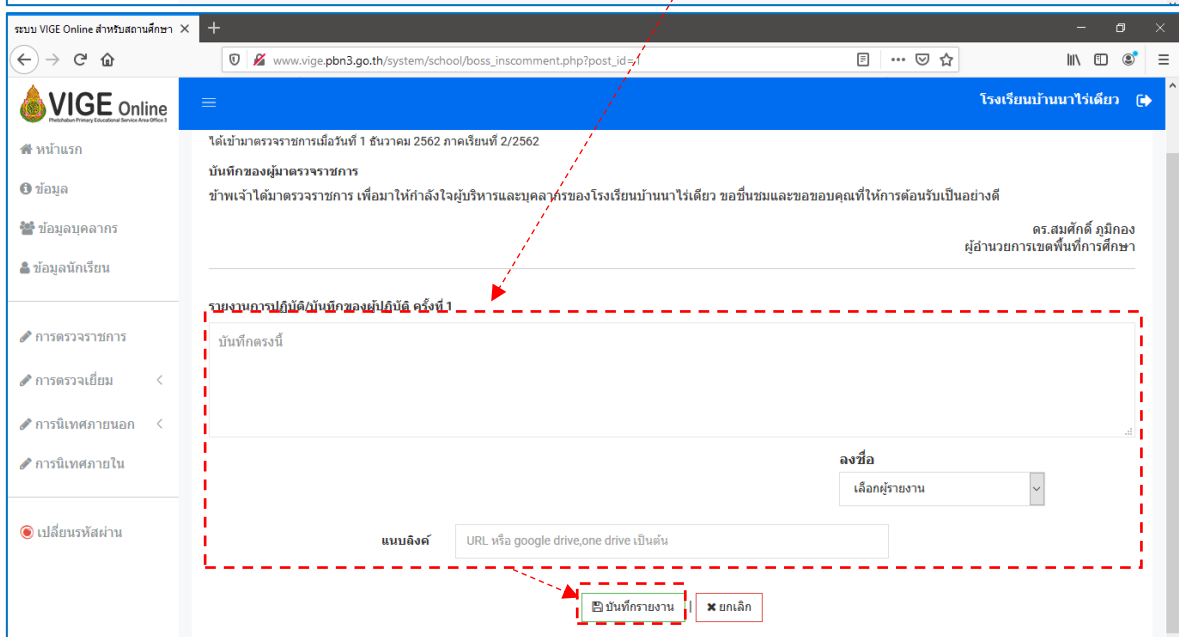 ระบบ VIGE Online สำหรับสถานศึกษา
www.vige.pbn3.go.th/system/school/boss_inscomment.php?post_id=1
VIGE Online
Phetchabun Primary Educational Service Area Office 3
โรงเรียนบ้านนาไร่เดียว
หน้าแรก
ข้อมูล
ข้อมูลบุคลากร
ข้อมูลนักเรียน
การตรวจราชการ
การตรวจเยี่ยม
การนิเทศภายนอก
การนิเทศภายใน
เปลี่ยนรหัสผ่าน
ได้เข้ามาตรวจราชการเมื่อวันที่ 1 ธันวาคม 2562 ภาคเรียนที่ 2/2562
บันทึกของผู้มาตรวจราชการ
ข้าพเจ้าได้มาตรวจราชการ เพื่อมาให้กำลังใจผู้บริหารและบุคลากรของโรงเรียนบ้านนาไร่เดียว ขอชื่นชมและขอขอบคุณที่ให้การต้อนรับเป็นอย่างดี
ดร.สมศักดิ์ ภูมิกอง
ผู้อำนวยการเขตพื้นที่การศึกษา
รายงานการปฏิบัติ/บันทึกของผู้ปฏิบัติ ครั้งที่ 1
บันทึกตรงนี้
ลงชื่อ
เลือกผู้รายงาน
แนบลิงค์
URL หรือ google drive,one drive เป็นต้น
บันทึกรายงาน | ยกเลิก